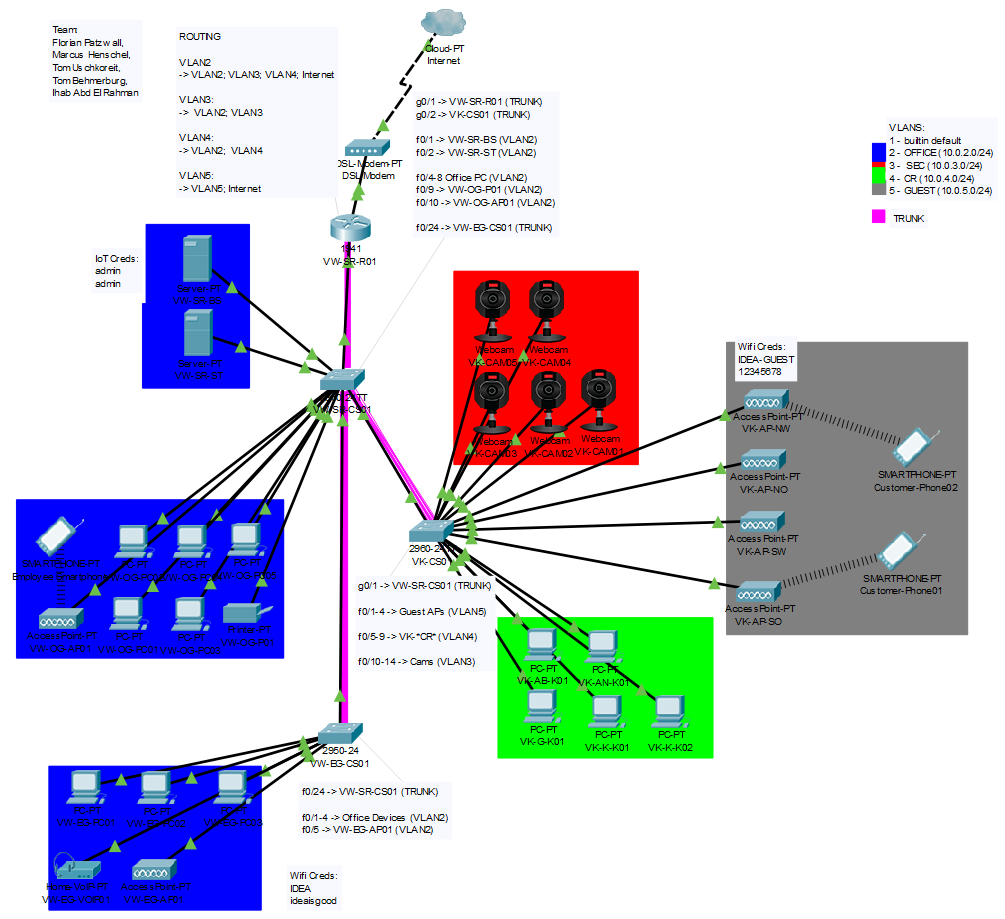 Team:
Florian Patzwall,
Marcus Henschel,
Tom Uschkoreit,
Tom Behmerburg,
Ihab Abd El Rahman
ROUTING
VLAN2
-> VLAN2; VLAN3; VLAN4; Internet
VLAN3:
-> VLAN2; VLAN3
VLAN4:
-> VLAN2; VLAN4
VLAN5:
-> VLAN5; Internet
Cloud-PT
Internet
g0/1 -> VW-SR-R01 (TRUNK)
g0/2 -> VK-CS01 (TRUNK)
f0/1 -> VW-SR-BS (VLAN2)
f0/2 -> VW-SR-ST (VLAN2)
f0/4-8 Office PC (VLAN2)
f0/9 -> VW-OG-P01 (VLAN2)
f0/10 -> VW-OG-AP01 (VLAN2)
f0/24 -> VW-EG-CS01 (TRUNK)
VLANS:
1 - builtin default
2 - OFFICE (10.0.2.0/24)
3 - SEC (10.0.3.0/24)
4 - CR (10.0.4.0/24)
5 - GUEST (10.0.5.0/24)
TRUNK
DSL-Modem-PT
DSL Modem
1941
VW-SR-R01
IoT Creds:
admin
admin
Server-PT
VW-SR-BS
Server-PT
VW-SR-ST
VW-SR-CS01
Webcam
VK-CAM05
Webcam
VK-CAM04
Webcam
VK-CAM03
Webcam
VK-CAM02
Webcam
VK-CAM01
Wifi Creds:
IDEA-GUEST
12345678
AccessPoint-PT
VK-AP-NW
AccessPoint-PT
VK-AP-NO
AccessPoint-PT
VK-AP-SW
AccessPoint-PT
VK-AP-SO
SMARTPHONE-PT
Customer-Phone02
SMARTPHONE-PT
Customer-Phone01
2960-24TT
VK-CS01
SMARTPHONE-PT
Employee Smartphone
PC-PT
PC-PT
PC-PT
VW-OG-PC05
AccessPoint-PT
VW-OG-AP01
PC-PT
VW-OG-PC01
PC-PT
Printer-PT
VW-OG-P01
g0/1 -> VW-SR-CS01 (TRUNK)
f0/1-4 -> Guest APs (VLAN5)
f0/5-9 -> VK-*CR* (VLAN4)
f0/10-14 -> Cams (VLAN3)
PC-PT
VK-AB-K01
PC-PT
VK-AN-K01
PC-PT
VK-G-K01
PC-PT
VK-K-K01
PC-PT
VK-K-K02
2950-24
VW-EG-CS01
f0/24 -> VW-SR-CS01 (TRUNK)
f0/1-4 -> Office Devices (VLAN2)
f0/5 -> VW-EG-AP01 (VLAN2)
PC-PT
VW-EG-PC01
PC-PT
VW-EG-PC02
PC-PT
VW-EG-PC03
Home-VoIP-PT
VW-EG-VOIP01
AccessPoint-PT
VW-EG-AP01
Wifi Creds:
IDEA
ideaisgood